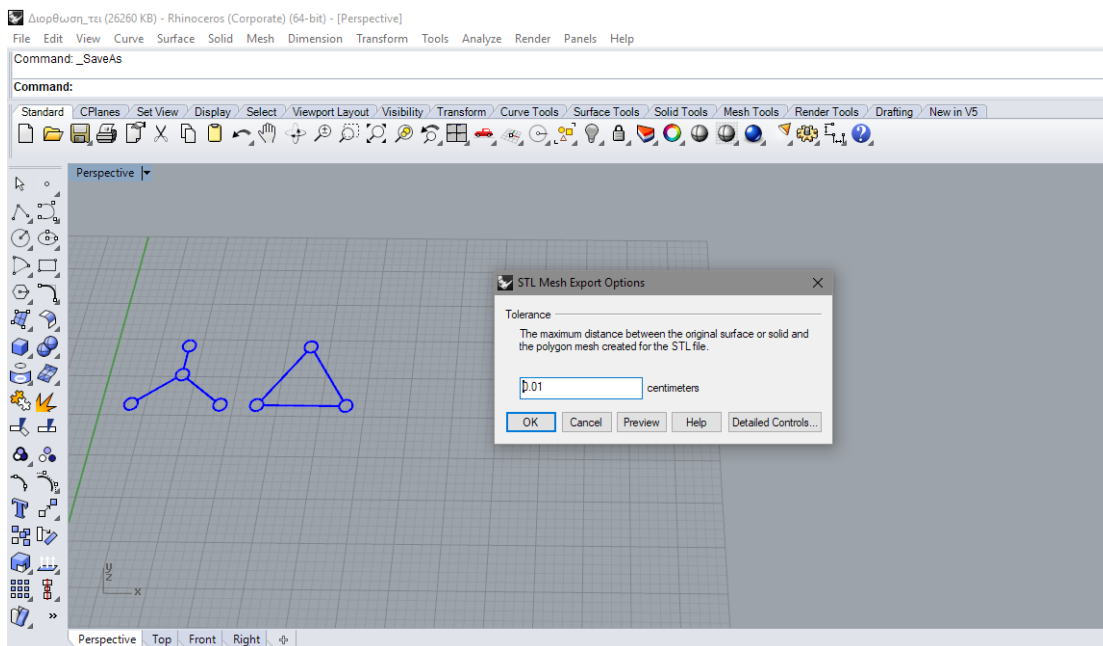 Διορθωση_τει (26260 KB) - Rhinoceros (Corporate) (64-bit) - [Perspective]
File Edit View Curve Surface Solid Mesh Dimension Transform Tools Analyze Render Panels Help
Command: _SaveAs
Command:
Standard CPlanes Set View Display Select Viewport Layout Visibility Transform Curve Tools Surface Tools Solid Tools Mesh Tools Render Tools Drafting New in V5
Perspective
STL Mesh Export Options
Tolerance
The maximum distance between the original surface or solid and
the polygon mesh created for the STL file.
0.01 centimeters
OK Cancel Preview Help Detailed Controls...
y
z
x
Perspective Top Front Right